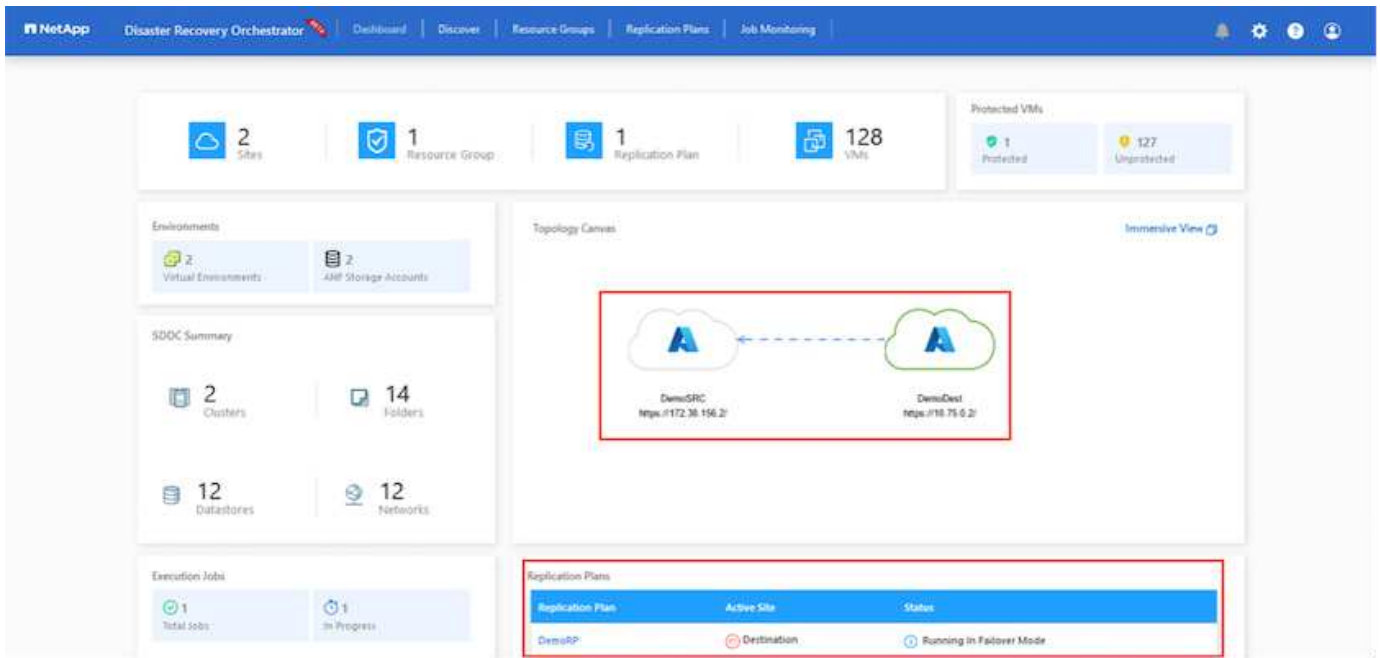 NetApp
Disaster Recovery Orchestrator
Dashboard
Discover
Resource Groups
Replication Plans
Job Monitoring
2
Sites
1
Resource Group
1
Replication Plan
128
VMs
Protected VMs
1
Protected
127
Unprotected
Environments
2
Virtual Environments
2
ANF Storage Accounts
Topology Canvas
Immersive View
DemoSRC
https://172.30.156.2/
DemoDest
https://10.75.0.2/
SDDC Summary
2
Clusters
14
Folders
12
Datastores
12
Networks
Execution Jobs
1
Total Jobs
1
In Progress
Replication Plans
Replication Plan Active Site Status
DemoRP Destination Running In Failover Mode